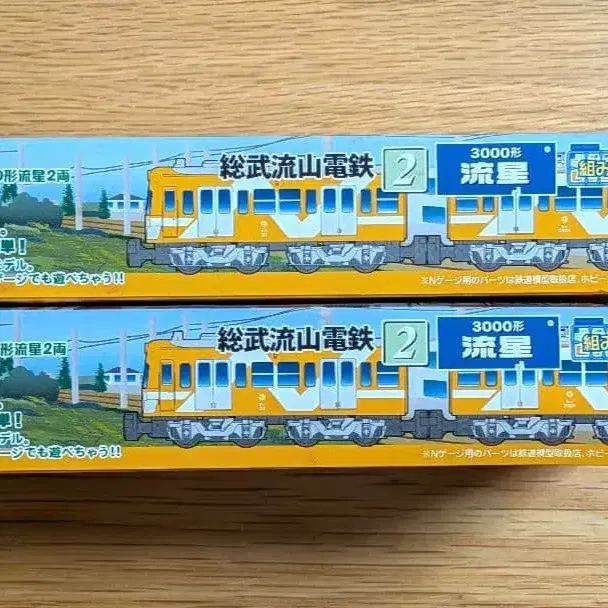 形流星2両
総武流山電鉄 2 3000形
流星
組み
単!
デル。
ゲージでも遊べちゃう!!
※Nゲージ用のパーツは鉄道模型取扱店、ホビー
形流星2両
総武流山電鉄 2 3000形
流星
組み
単!
デル。
ージでも遊べちゃう!!
※Nゲージ用のパーツは鉄道模型取扱店、ホビー